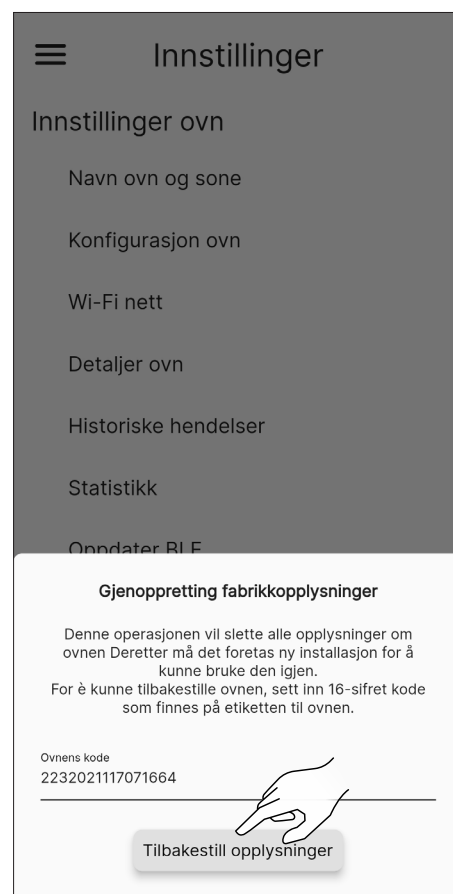 Innstillinger
Innstillinger ovn
Navn ovn og sone
Konfigurasjon ovn
Wi-Fi nett
Detaljer ovn
Historiske hendelser
Statistikk
Oppdater BLE
Gjenoppretting fabrikkopplysninger
Denne operasjonen vil slette alle opplysninger om
ovnen Deretter må det foretas ny installasjon for å
kunne bruke den igjen.
For è kunne tilbakestille ovnen, sett inn 16-sifret kode
som finnes på etiketten til ovnen.
Ovnens kode
2232021117071664
Tilbakestill opplysninger